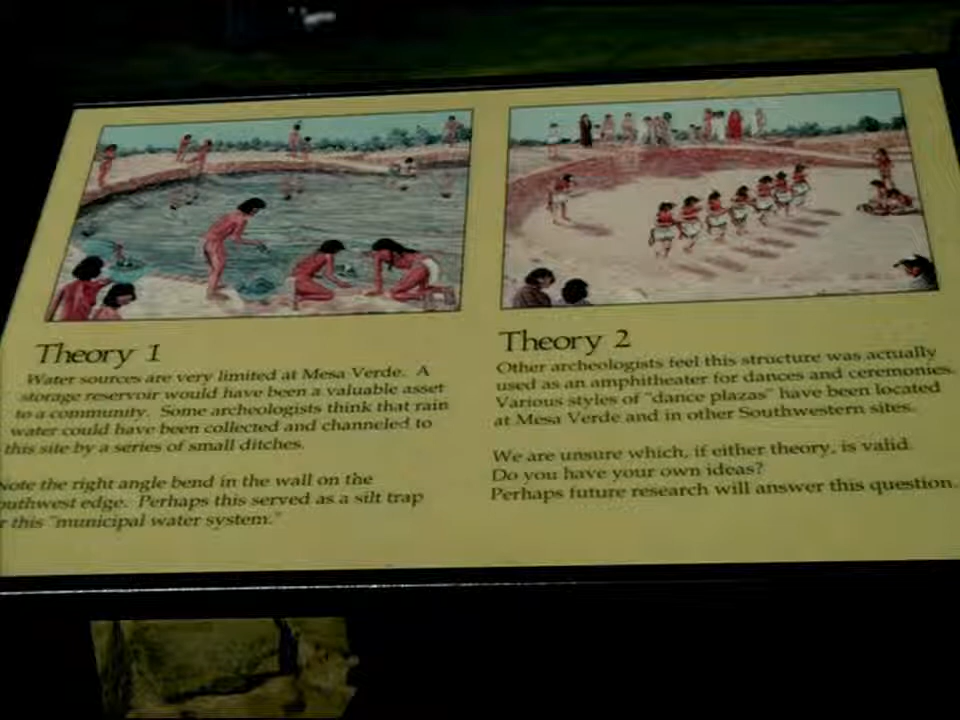 Theory 1
Water sources are very limited at Mesa Verde. A
storage reservoir would have been a valuable asset
to a community. Some archeologists think that rain
water could have been collected and channeled to
this site by a series of small ditches.
Note the right angle bend in the wall on the
outhwest edge. Perhaps this served as a silt trap
r this "municipal water system."
Theory 2
Other archeologists feel this structure was actually
used as an amphitheater for dances and ceremonies.
Various styles of "dance plazas" have been located
at Mesa Verde and in other Southwestern sites.
We are unsure which, if either theory, is valid.
Do you have your own ideas?
Perhaps future research will answer this question.